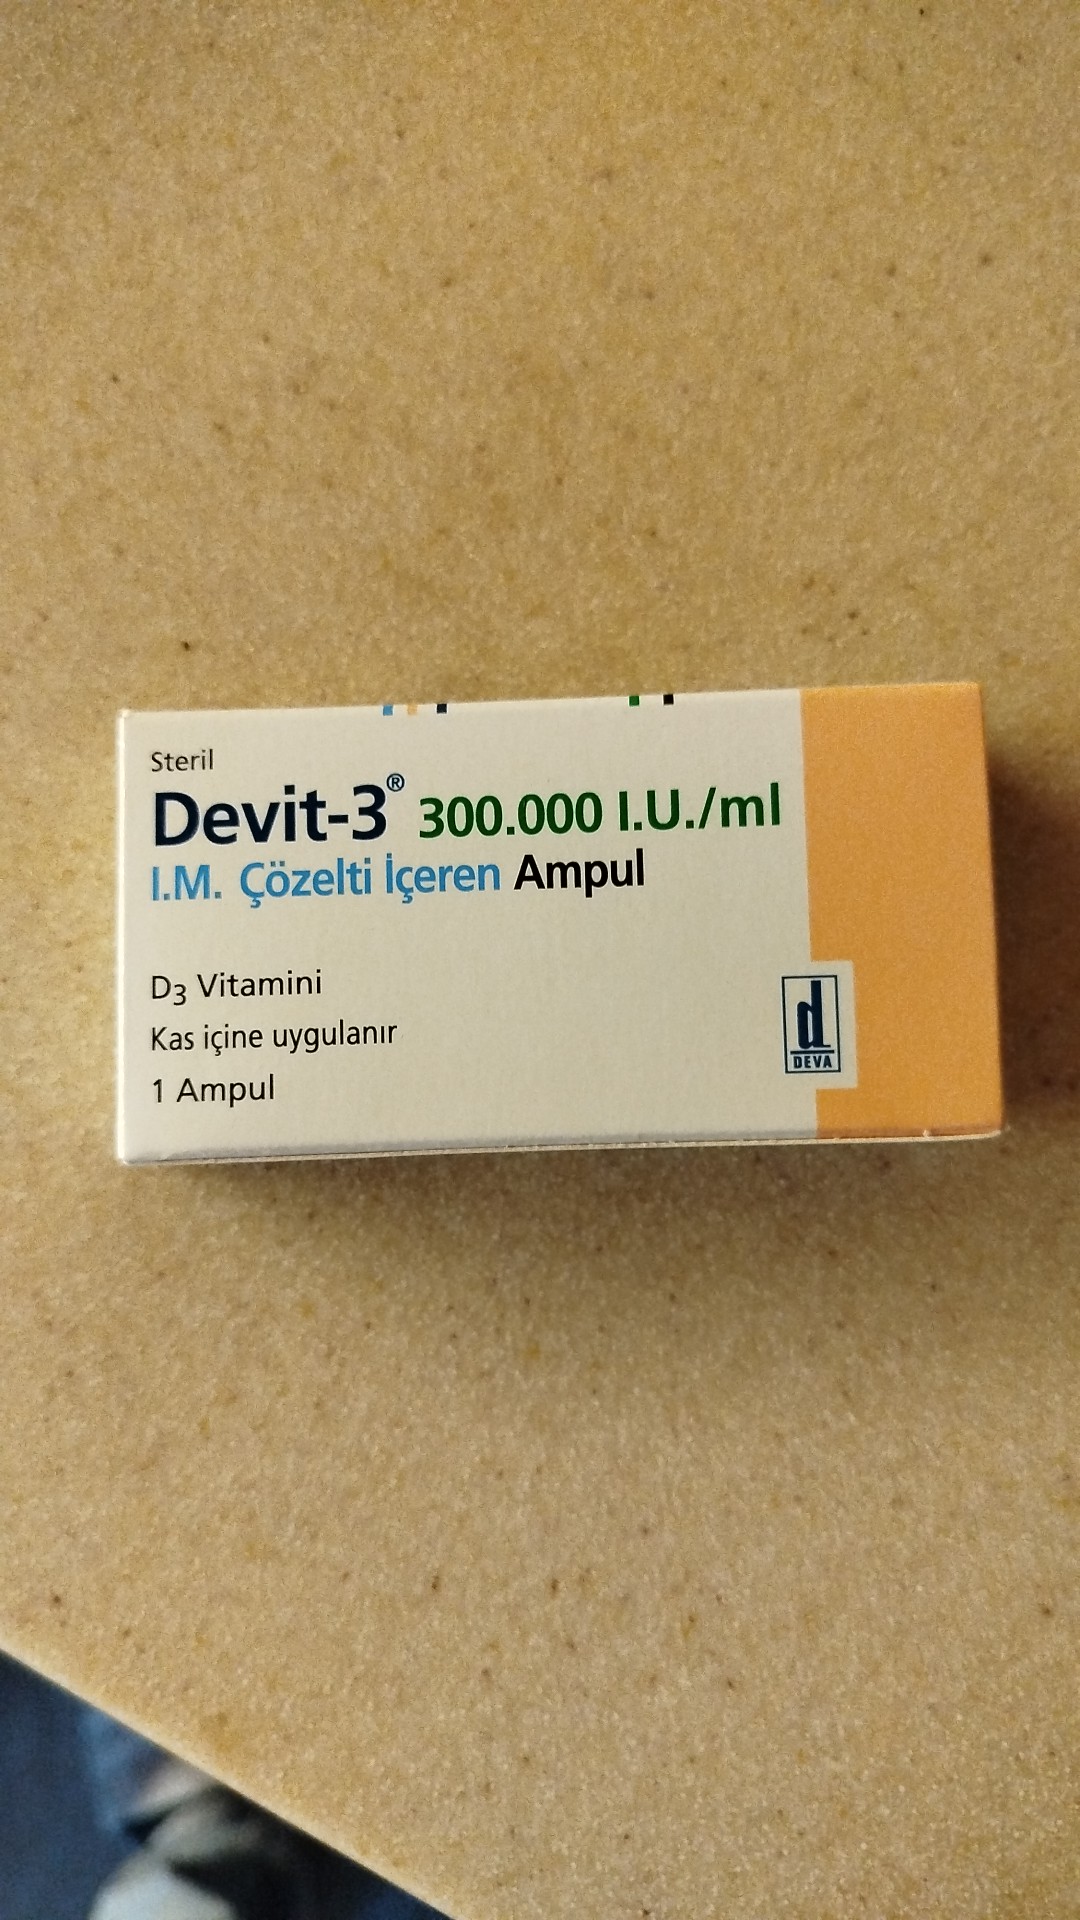 Steril
Devit-3® 300.000 I.U./ml
I.M. Çözelti İçeren Ampul
D3 Vitamini
Kas içine uygulanır
1 Ampul
d
DEVA